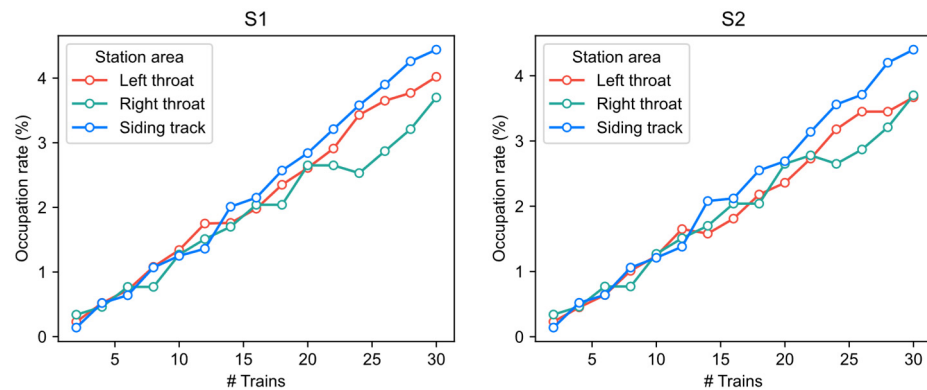 S1
Occupation rate (%)
4
3
2
1
0
Station area
Left throat
Right throat
Siding track
5 10 15 20 25 30
# Trains
S2
Occupation rate (%)
4
3
2
1
0
Station area
Left throat
Right throat
Siding track
5 10 15 20 25 30
# Trains